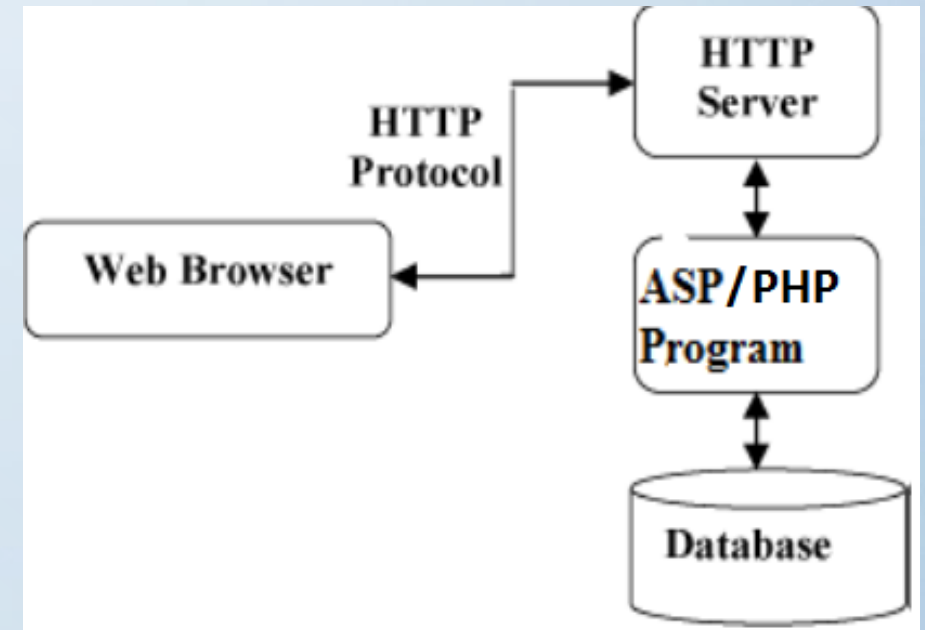 HTTP
Server
HTTP
Protocol
Web Browser
ASP/PHP
Program
Database